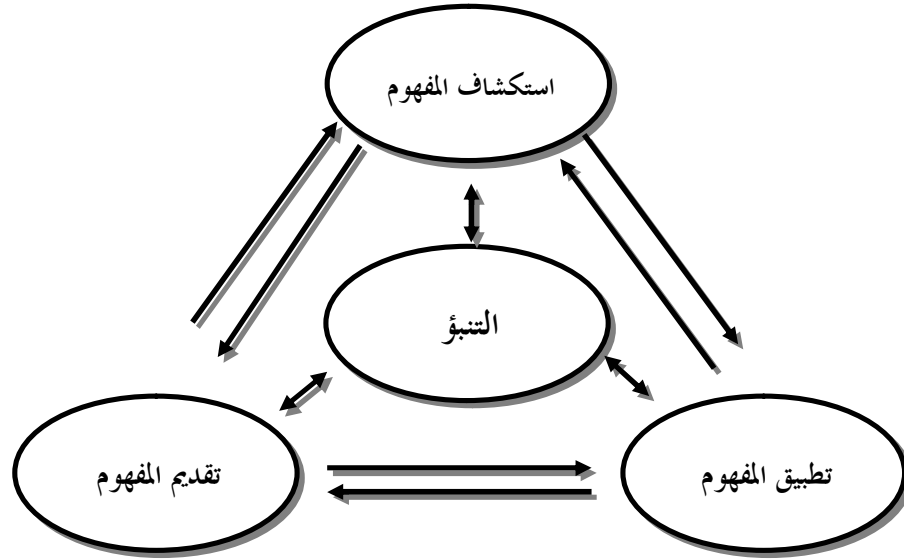 استكشاف المفهوم
التنبؤ
تطبيق المفهوم
تقديم المفهوم